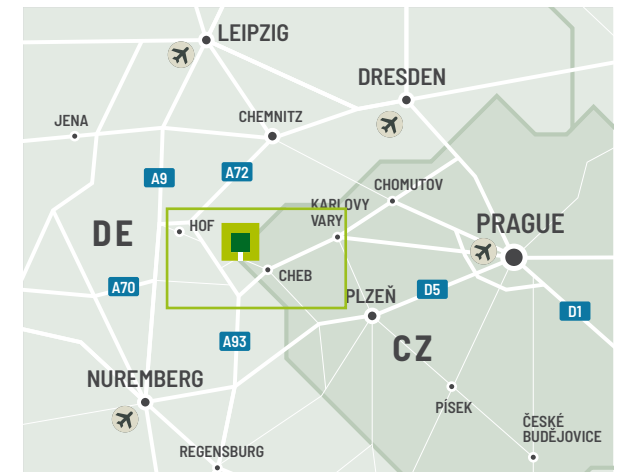 LEIPZIG
DRESDEN
JENA
CHEMNITZ
A9
A72
CHOMUTOV
KARLOVY
VARY
HOF
DE
PRAGUE
CHEB
A70
PLZEŇ
D5
D1
A93
CZ
NUREMBERG
PÍSEK
ČESKÉ
BUDĚJOVICE
REGENSBURG